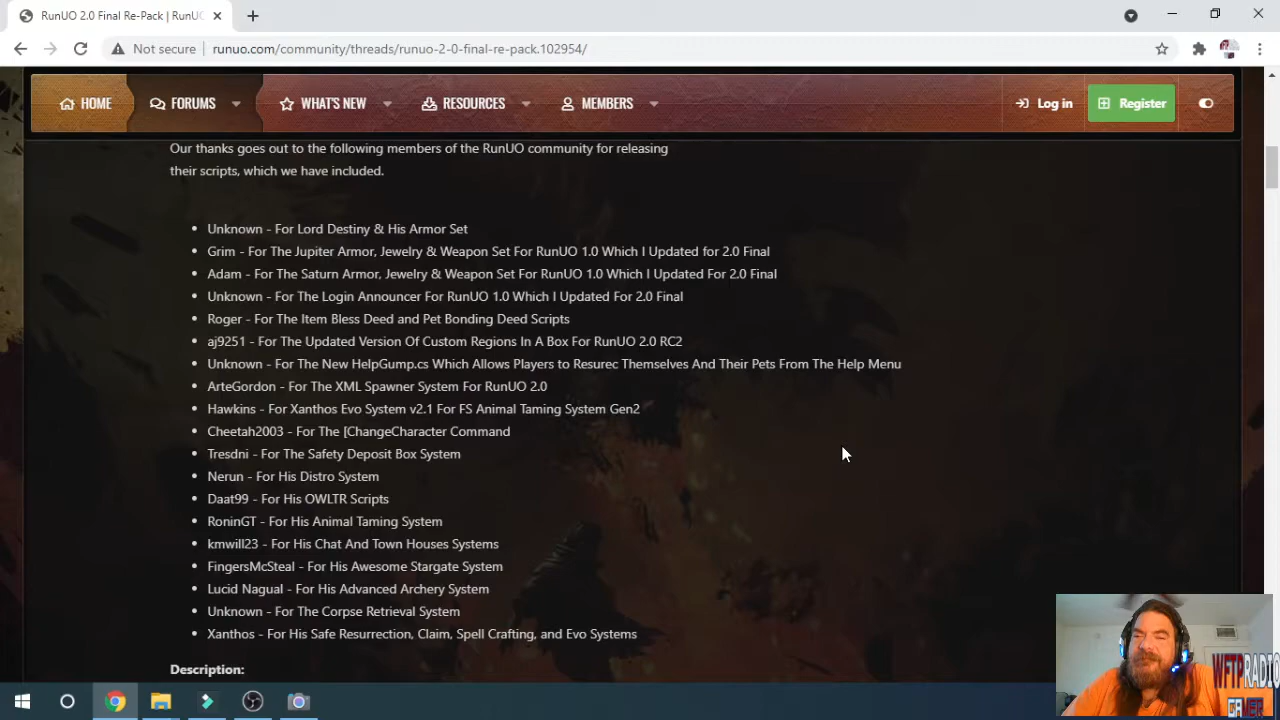 RunUO 2.0 Final Re-Pack | RunUO
Not secure
runuo.com/community/threads/runuo-2-0-final-re-pack.102954/
HOME
FORUMS
WHAT'S NEW
RESOURCES
MEMBERS
Log in
Register
Our thanks goes out to the following members of the RunUO community for releasing
their scripts, which we have included.
Unknown - For Lord Destiny & His Armor Set
Grim - For The Jupiter Armor, Jewelry & Weapon Set For RunUO 1.0 Which I Updated for 2.0 Final
Adam - For The Saturn Armor, Jewelry & Weapon Set For RunUO 1.0 Which I Updated For 2.0 Final
Unknown - For The Login Announcer For RunUO 1.0 Which I Updated For 2.0 Final
Roger - For The Item Bless Deed and Pet Bonding Deed Scripts
aj9251 - For The Updated Version Of Custom Regions In A Box For RunUO 2.0 RC2
Unknown - For The New HelpGump.cs Which Allows Players to Resurec Themselves And Their Pets From The Help Menu
ArteGordon - For The XML Spawner System For RunUO 2.0
Hawkins - For Xanthos Evo System v2.1 For FS Animal Taming System Gen2
Cheetah2003 - For The [ChangeCharacter Command
Tresdni - For The Safety Deposit Box System
Nerun - For His Distro System
Daat99 - For His OWLTR Scripts
RoninGT - For His Animal Taming System
kmwill23 - For His Chat And Town Houses Systems
FingersMcSteal - For His Awesome Stargate System
Lucid Nagual - For His Advanced Archery System
Unknown - For The Corpse Retrieval System
Xanthos - For His Safe Resurrection, Claim, Spell Crafting, and Evo Systems
Description:
WFTPRADIO
GAMER